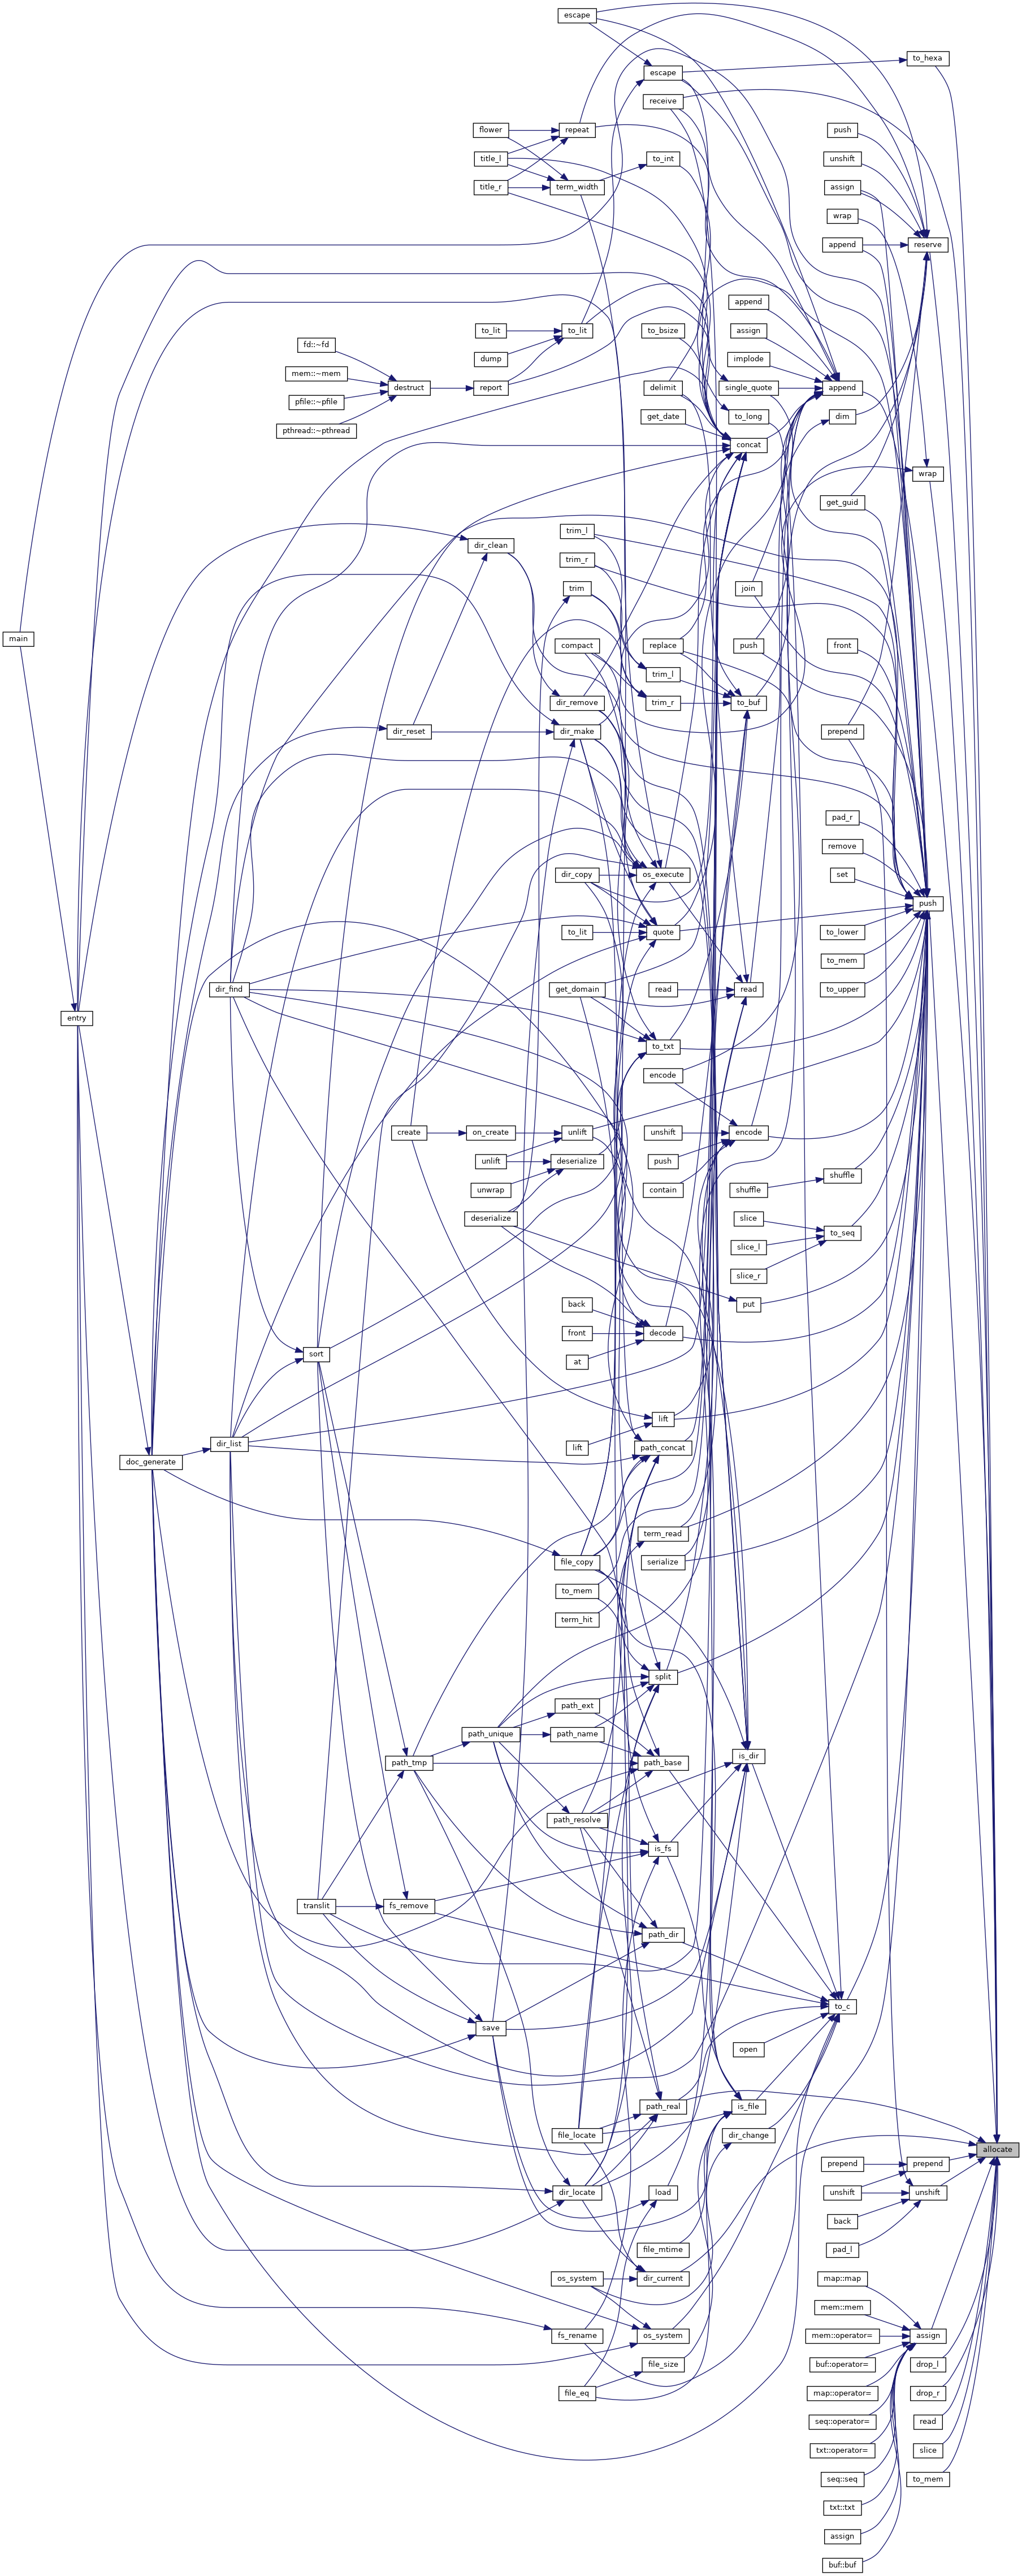 escape
to_hexa
escape
receive
flower
repeat
push
title_l
to_int
unshift
title_r
term_width
assign
wrap
append
reserve
append
to_lit
to_lit
to_bsize
assign
fd::~fd
dump
implode
mem::~mem
destruct
report
delimit
single_quote
append
pfile::~pfile
get_date
to_long
dim
pthread::~pthread
concat
wrap
get_guid
trim_l
dir_clean
trim_r
trim
join
main
compact
replace
push
front
trim_l
dir_remove
trim_r
to_buf
dir_reset
dir_make
prepend
pad_r
remove
dir_copy
os_execute
set
push
to_lit
quote
to_lower
to_mem
dir_find
get_domain
read
read
to_upper
entry
to_txt
encode
create
on_create
unlift
unshift
encode
unlift
deserialize
push
unwrap
contain
shuffle
shuffle
deserialize
slice
to_seq
slice_l
slice_r
back
put
front
decode
sort
at
lift
dir_list
lift
path_concat
doc_generate
term_read
file_copy
serialize
to_mem
term_hit
split
path_ext
path_unique
path_name
path_tmp
path_base
is_dir
path_resolve
is_fs
translit
fs_remove
path_dir
to_c
save
open
path_real
is_file
file_locate
dir_change
allocate
prepend
prepend
dir_locate
load
unshift
unshift
back
file_mtime
pad_l
os_system
dir_current
map::map
mem::mem
fs_rename
os_system
mem::operator=
assign
file_size
buf::operator=
drop_l
file_eq
map::operator=
drop_r
seq::operator=
read
txt::operator=
slice
seq::seq
to_mem
txt::txt
assign
buf::buf